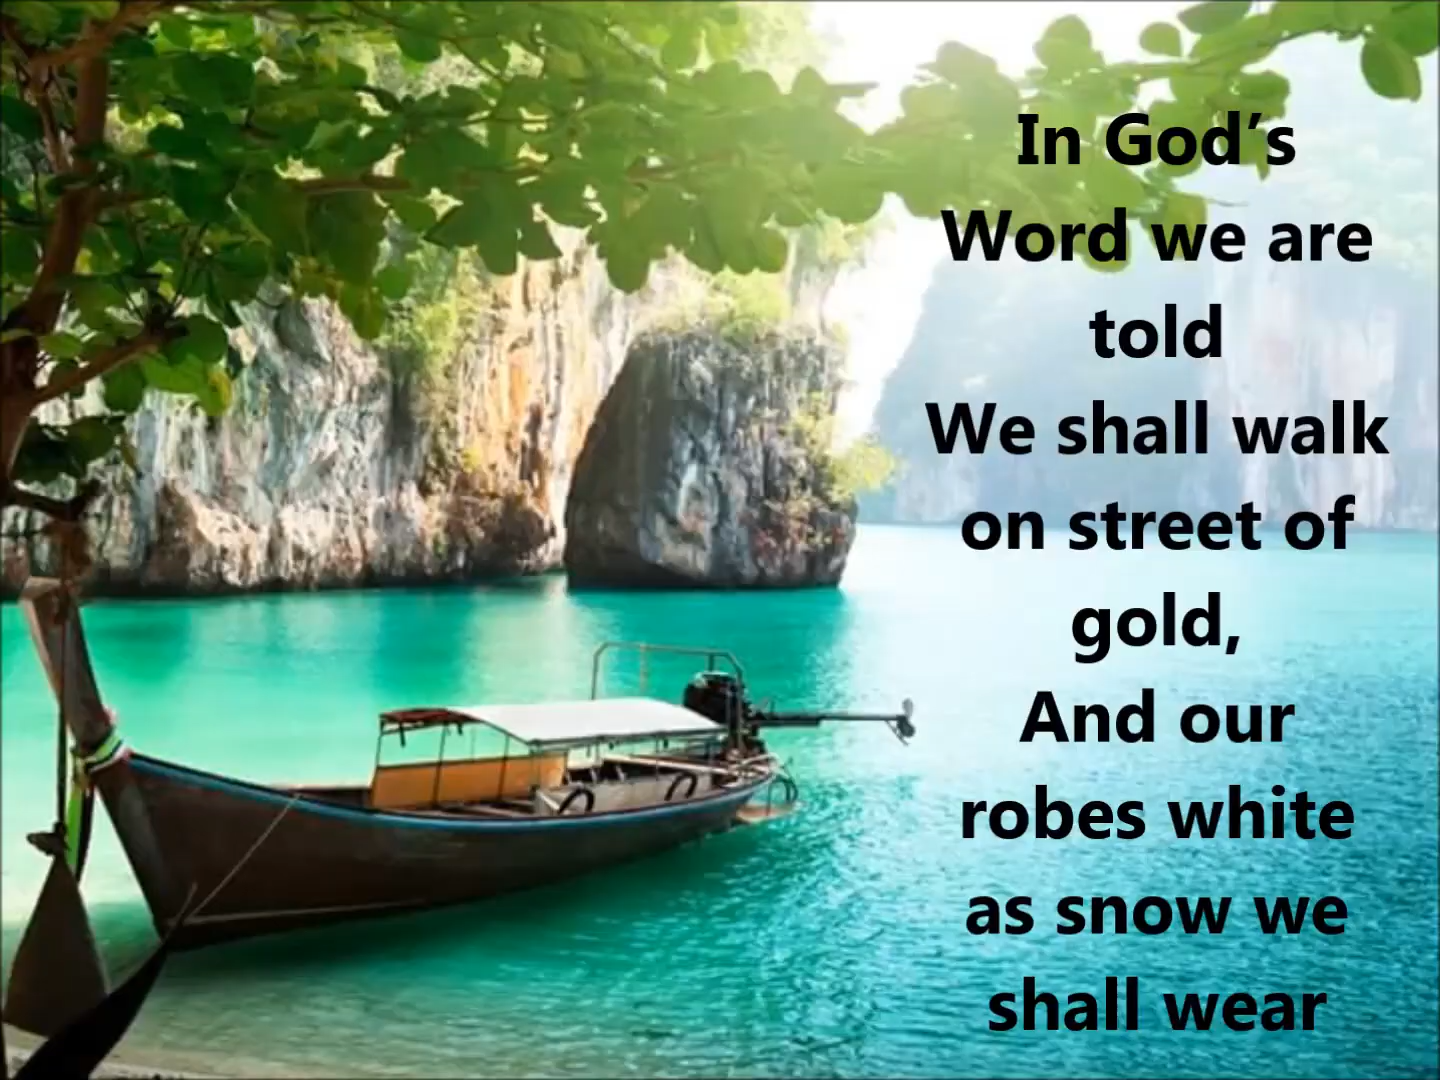 In God’s
Word we are
told
We shall walk
on street of
gold,
And our
robes white
as snow we
shall wear